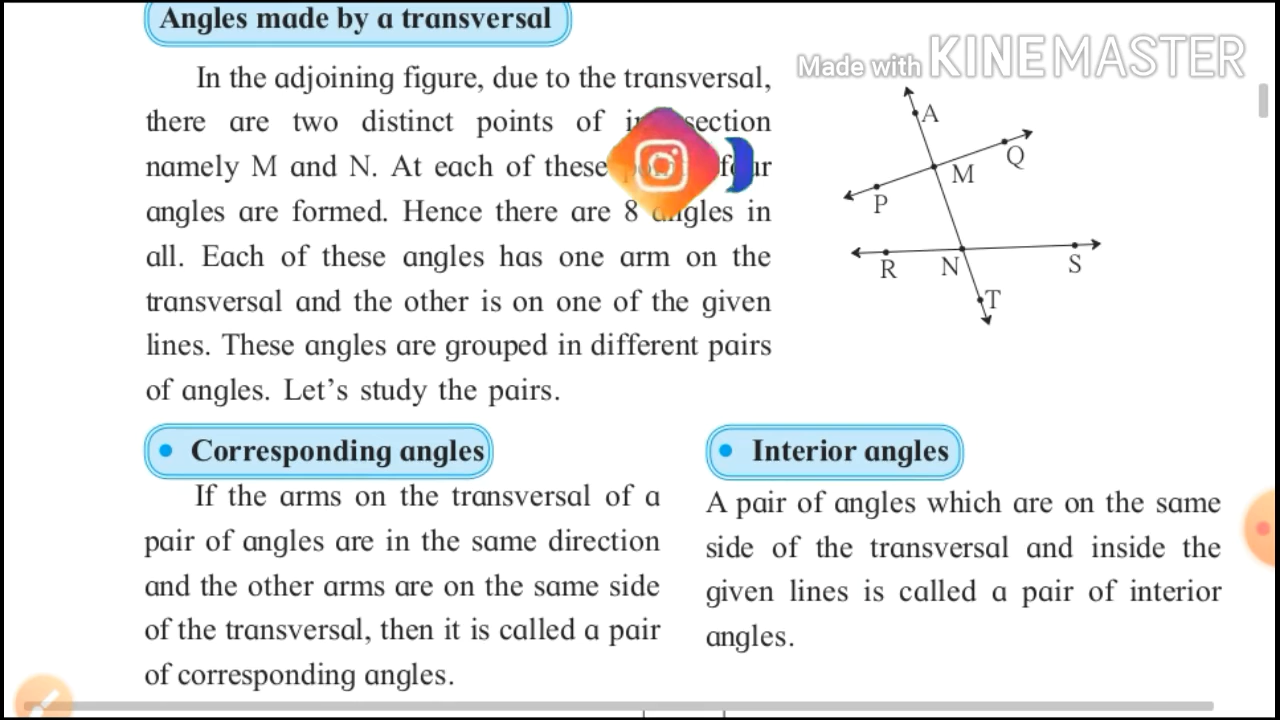 Angles made by a transversal
Made with KINEMASTER
In the adjoining figure, due to the transversal,
there are two distinct points of
namely M and N. At each of these
angles are formed. Hence there are 8 angles in
all. Each of these angles has one arm on the
transversal and the other is on one of the given
lines. These angles are grouped in different pairs
of angles. Let's study the pairs.
A
Q
M
P
R
N
S
T
• Corresponding angles
If the arms on the transversal of a
pair of angles are in the same direction
and the other arms are on the same side
of the transversal, then it is called a pair
of corresponding angles.
• Interior angles
A pair of angles which are on the same
side of the transversal and inside the
given lines is called a pair of interior
angles.